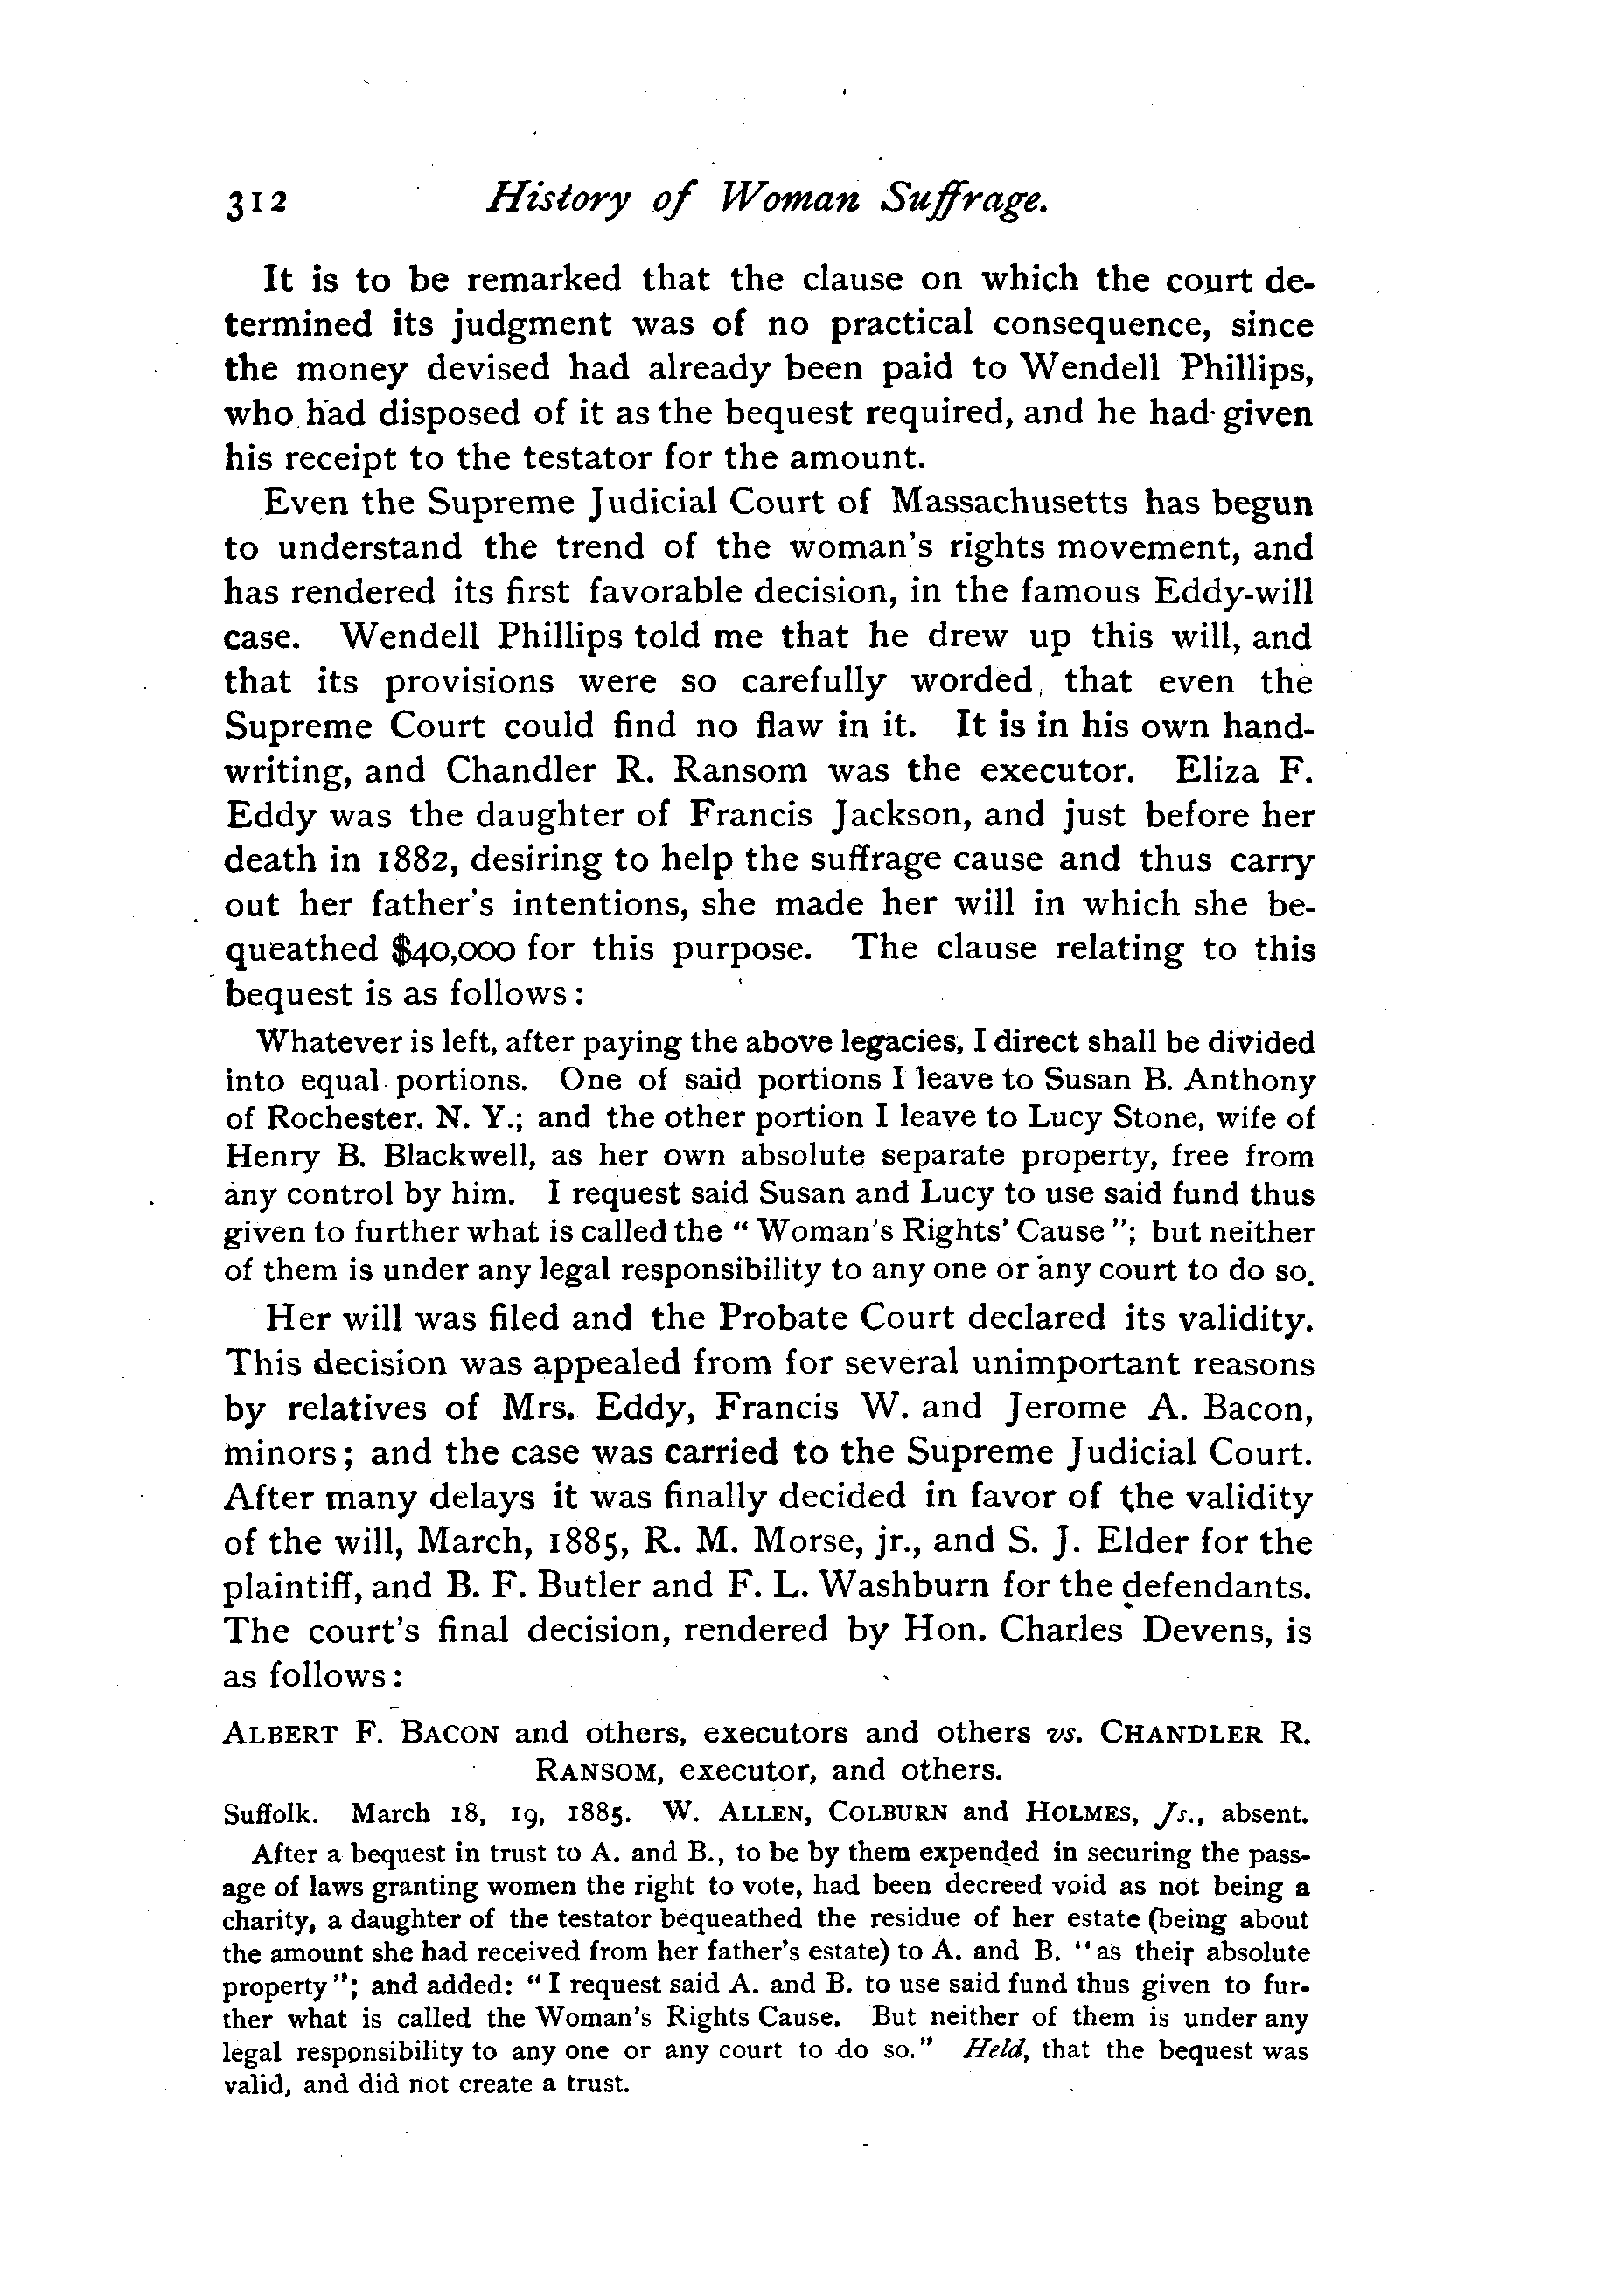 312 History of Woman Suffrage.
It is to be remarked that the clause on which the court de-
termined its judgment was of no practical consequence, since
the money devised had already been paid to Wendell Phillips,
who had disposed of it as the bequest required, and he had given
his receipt to the testator for the amount.
Even the Supreme Judicial Court of Massachusetts has begun
to understand the trend of the woman's rights movement, and
has rendered its first favorable decision, in the famous Eddy-will
case. Wendell Phillips told me that he drew up this will, and
that its provisions were so carefully worded, that even the
Supreme Court could find no flaw in it. It is in his own hand-
writing, and Chandler R. Ransom was the executor. Eliza F.
Eddy was the daughter of Francis Jackson, and just before her
death in 1882, desiring to help the suffrage cause and thus carry
out her father's intentions, she made her will in which she be-
queathed $40,000 for this purpose. The clause relating to this
bequest is as follows:
Whatever is left, after paying the above legacies, I direct shall be divided
into equal portions. One of said portions I leave to Susan B. Anthony
of Rochester. N. Y.; and the other portion I leave to Lucy Stone, wife of
Henry B. Blackwell, as her own absolute separate property, free from
any control by him. I request said Susan and Lucy to use said fund thus
given to further what is called the "Woman's Rights' Cause"; but neither
of them is under any legal responsibility to any one or any court to do so.
Her will was filed and the Probate Court declared its validity.
This decision was appealed from for several unimportant reasons
by relatives of Mrs. Eddy, Francis W. and Jerome A. Bacon,
minors; and the case was carried to the Supreme Judicial Court.
After many delays it was finally decided in favor of the validity
of the will, March, 1885, R. M. Morse, jr., and S. J. Elder for the
plaintiff, and B. F. Butler and F. L. Washburn for the defendants.
The court's final decision, rendered by Hon. Charles Devens, is
as follows:
ALBERT F. BACON and others, executors and others vs. CHANDLER R.
RANSOM, executor, and others.
Suffolk. March 18, 19, 1885. W. ALLEN, COLBURN and HOLMES, Js., absent.
After a bequest in trust to A. and B., to be by them expended in securing the pass-
age of laws granting women the right to vote, had been decreed void as not being a
charity, a daughter of the testator bequeathed the residue of her estate (being about
the amount she had received from her father's estate) to A. and B. "as their absolute
property"; and added: "I request said A. and B. to use said fund thus given to fur-
ther what is called the Woman's Rights Cause. But neither of them is under any
legal responsibility to any one or any court to do so." Held, that the bequest was
valid, and did not create a trust.